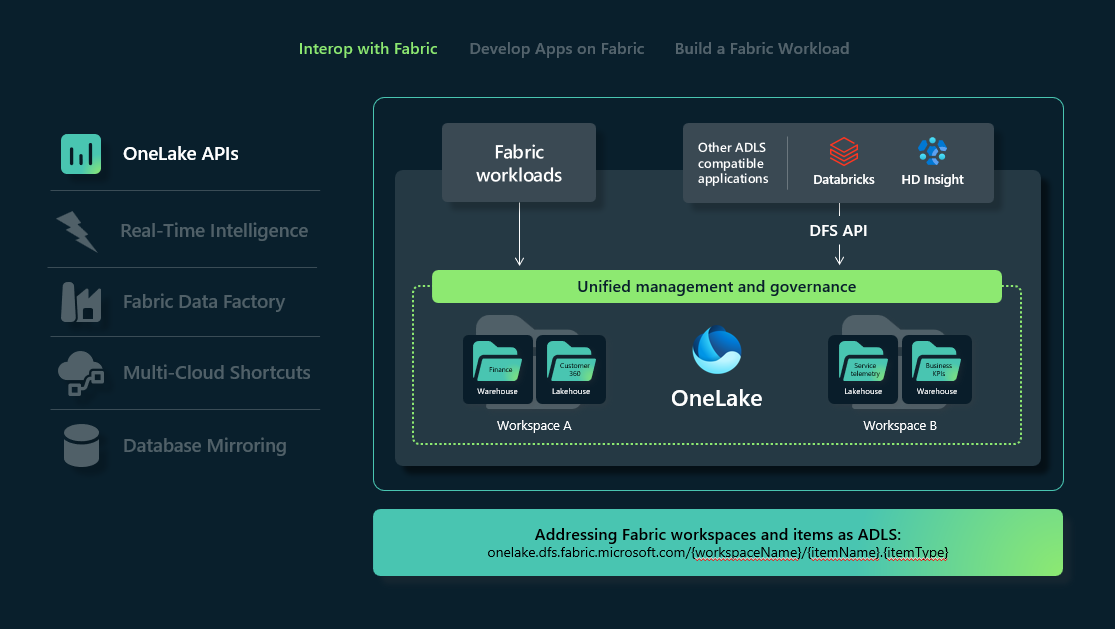 Interop with Fabric
Develop Apps on Fabric
Build a Fabric Workload
OneLake APIs
Real-Time Intelligence
Fabric Data Factory
Multi-Cloud Shortcuts
Database Mirroring
Fabric
workloads
Other ADLS
compatible
applications
Databricks
HD Insight
DFS API
Unified management and governance
Finance
Warehouse
Customer
360
Lakehouse
Workspace A
OneLake
Service
telemetry
Lakehouse
Business
KPIs
Warehouse
Workspace B
Addressing Fabric workspaces and items as ADLS:
onelake.dfs.fabric.microsoft.com/{workspaceName}/{itemName}.{itemType}